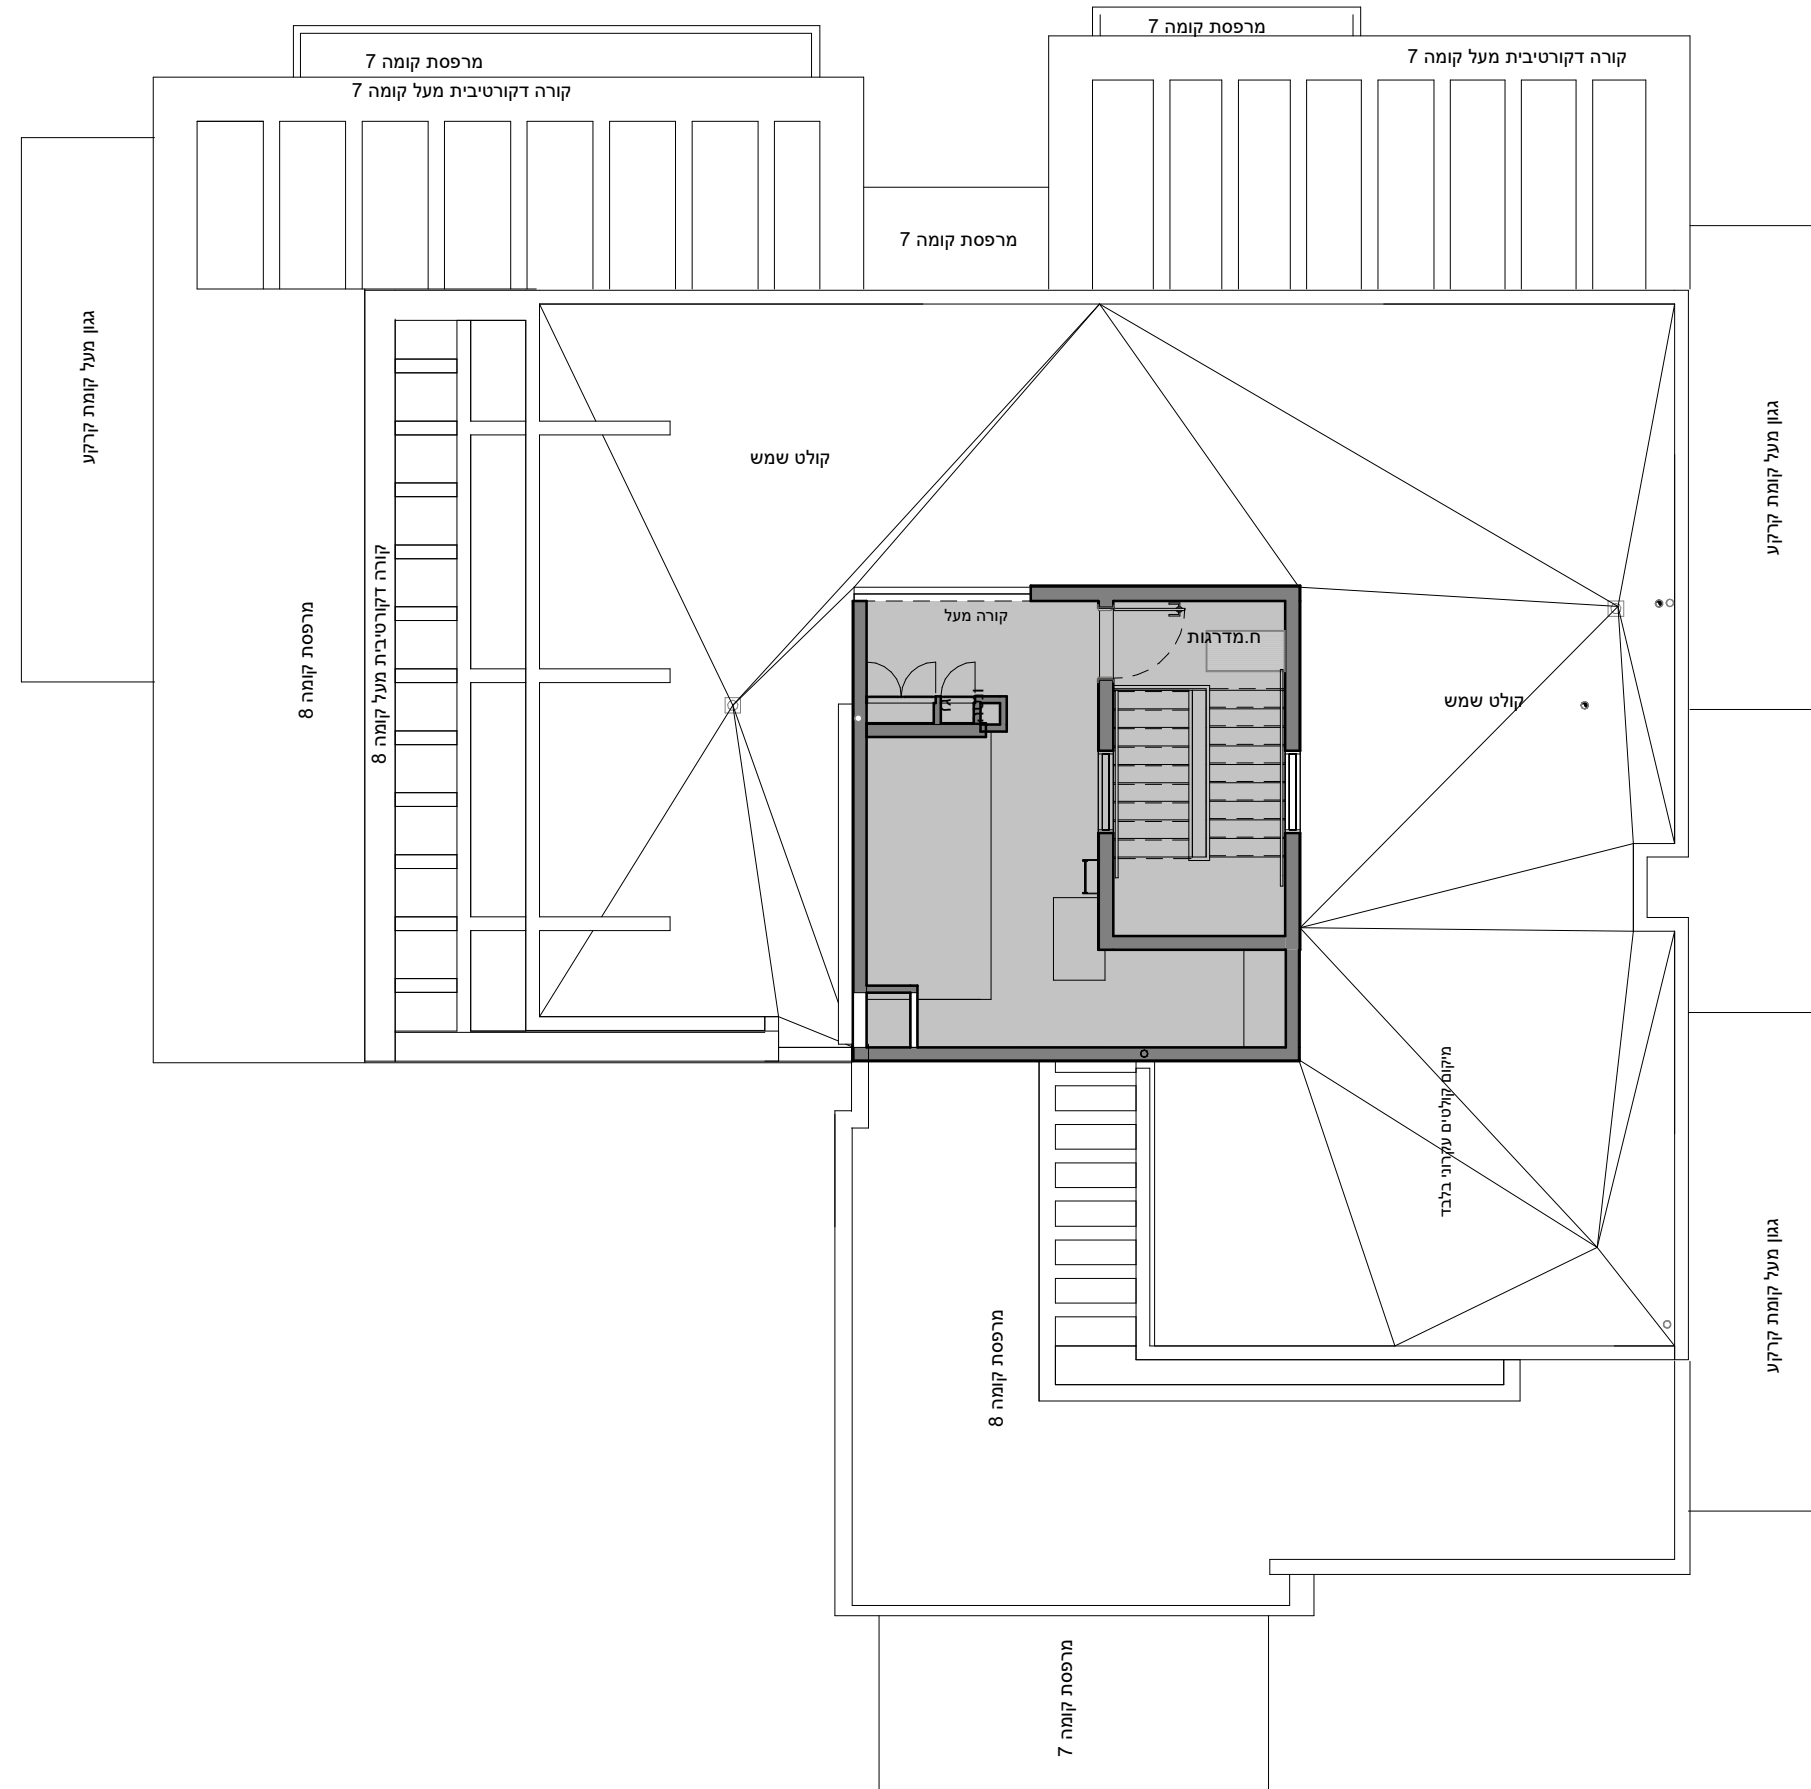 מרפסת קומה 7
קורה דקורטיבית מעל קומה 7
מרפסת קומה 7
קורה דקורטיבית מעל קומה 7
מרפסת קומה 7
גגון מעל קומת קרקע
גגון מעל קומת קרקע
קולט שמש
מרפסת קומה 8
קורה דקורטיבית מעל קומה 8
קורה מעל
ח.מדרגות
קולט שמש
מיקום קולטים עקרוני בלבד
גגון מעל קומת קרקע
מרפסת קומה 8
מרפסת קומה 7